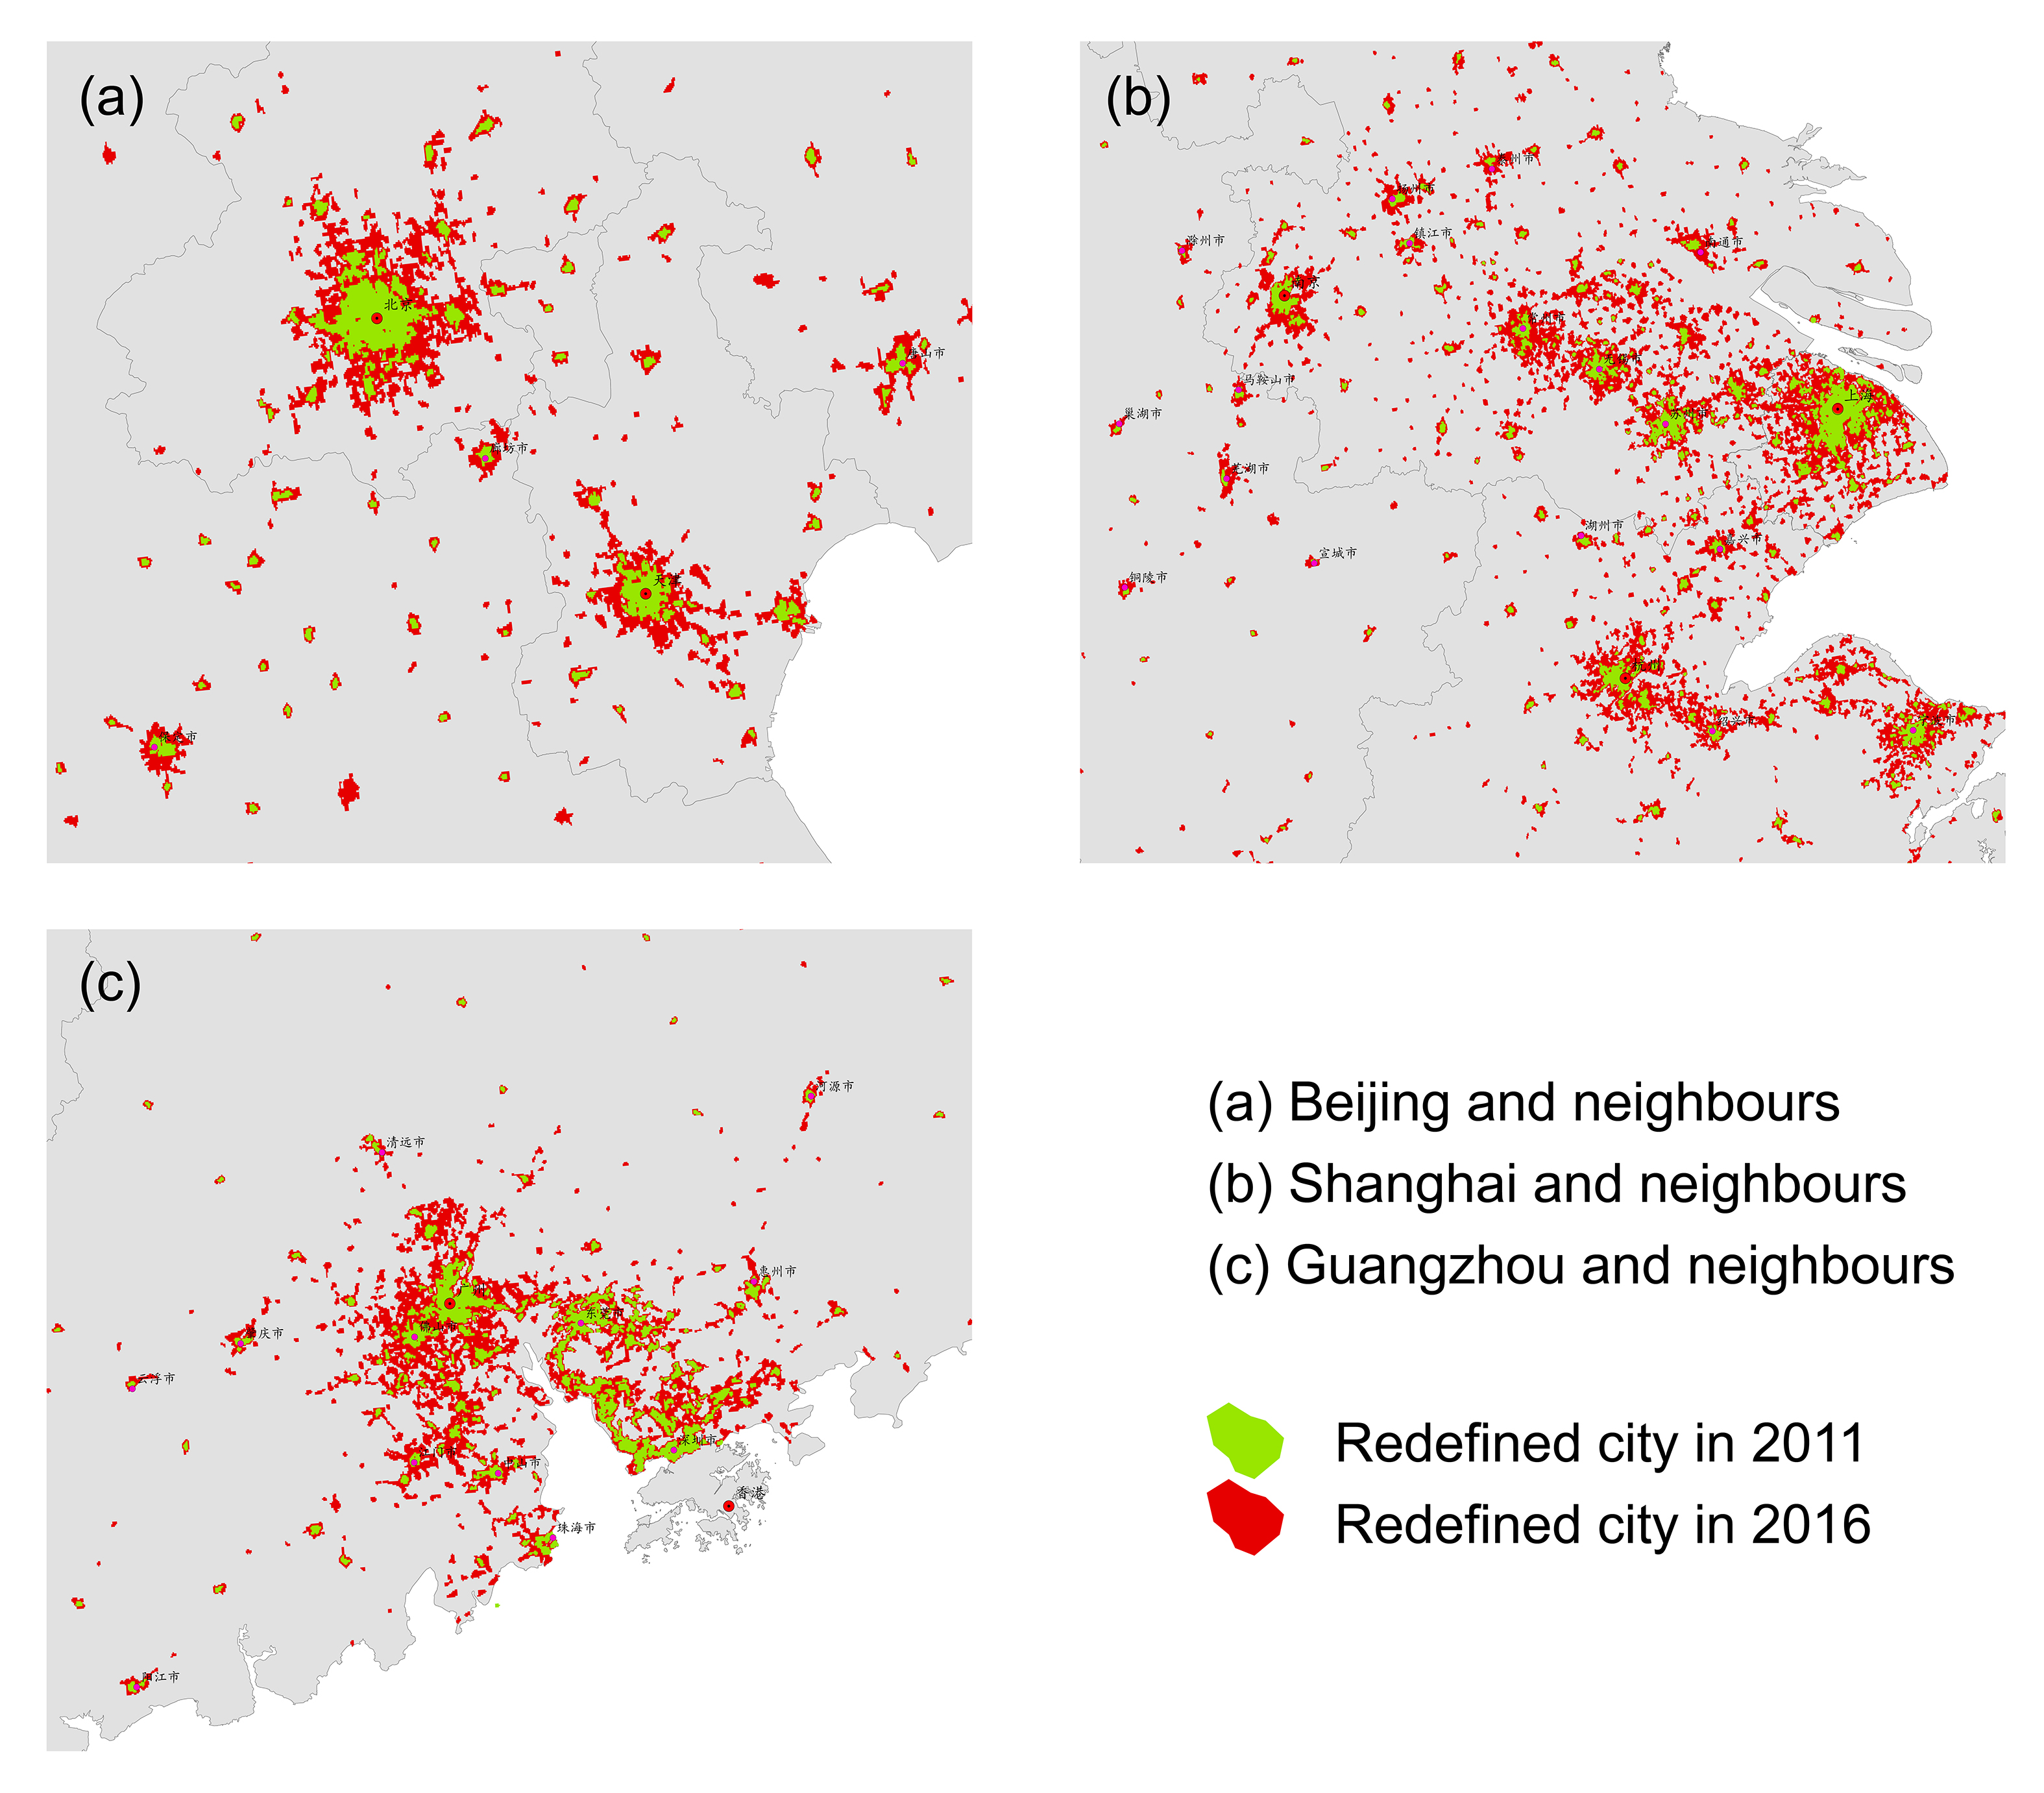 (a)
北京
唐山市
廊坊市
天津
保定市
(b)
泰州市
扬州市
镇江市
滁州市
南通市
南京
常州市
无锡市
马鞍山市
上海
巢湖市
苏州市
芜湖市
湖州市
嘉兴市
宣城市
铜陵市
杭州
绍兴市
宁波市
(c)
河源市
清远市
惠州市
广州
东莞市
佛山市
肇庆市
云浮市
深圳市
江门市
中山市
香港
珠海市
阳江市
(a) Beijing and neighbours
(b) Shanghai and neighbours
(c) Guangzhou and neighbours
Redefined city in 2011
Redefined city in 2016